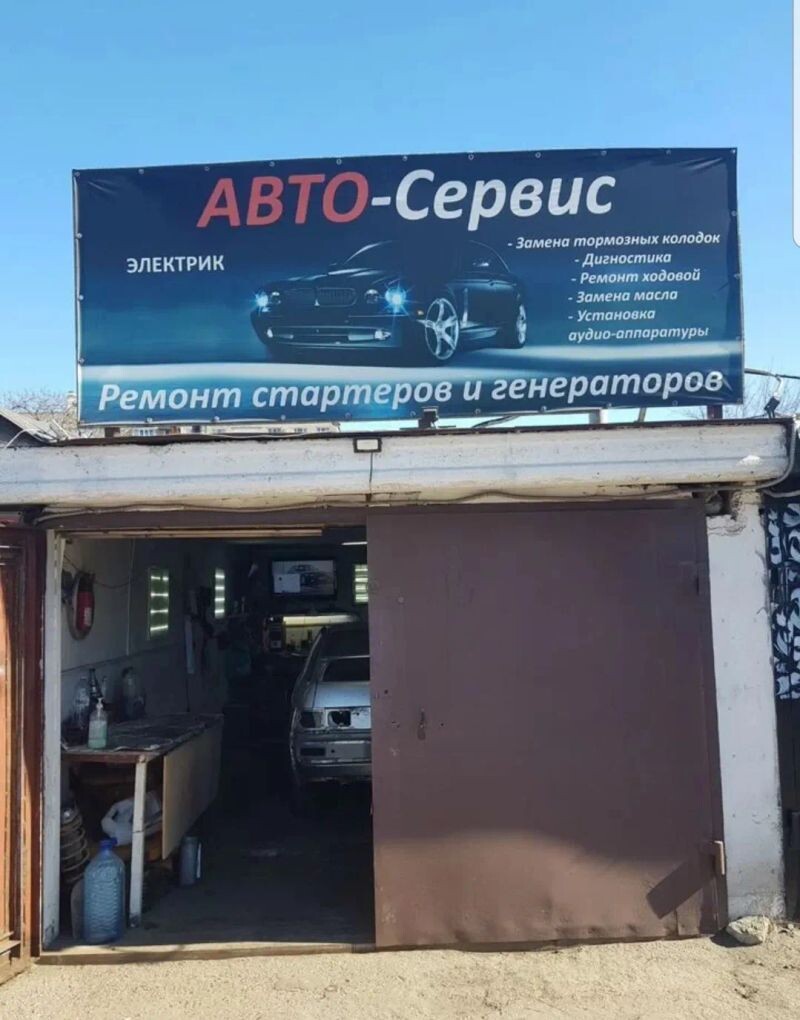 АВТО-Сервис
ЭЛЕКТРИК
- Замена тормозных колодок
- Дигностика
- Ремонт ходовой
- Замена масла
- Установка
аудио-аппаратуры
Ремонт стартеров и генераторов